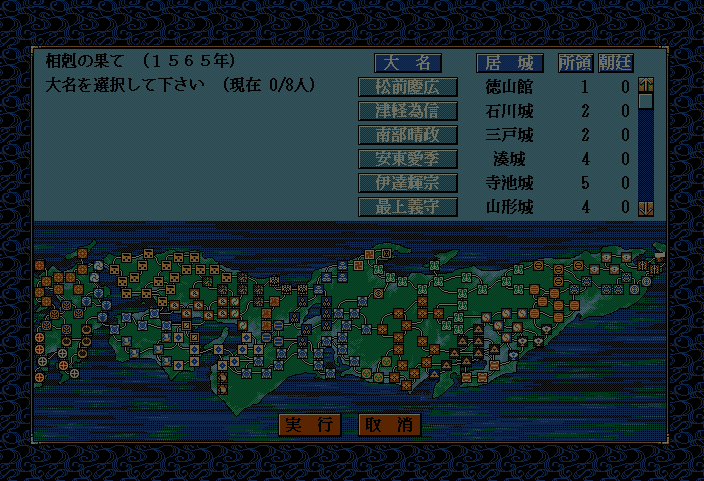 相剋の果て （１５６５年）
大名を選択して下さい （現在 0/8人）
大　名　居　城　所領　朝廷
松前慶広　徳山館　1　0
津軽為信　石川城　2　0
南部晴政　三戸城　2　0
安東愛季　湊城　4　0
伊達輝宗　寺池城　5　0
最上義守　山形城　4　0
実　行　取　消